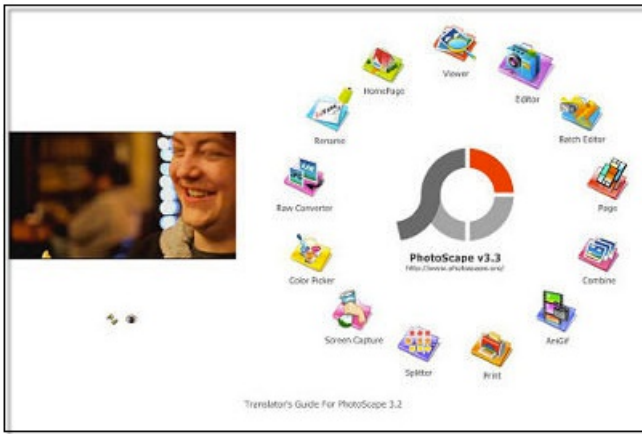 Viewer
Editor
Batch Editor
Page
Combine
AniGif
Print
Splitter
Screen Capture
Color Picker
Raw Converter
Rename
HomePage
PhotoScape v3.3
http://www.photoscape.org/
Translator's Guide For PhotoScape 3.2